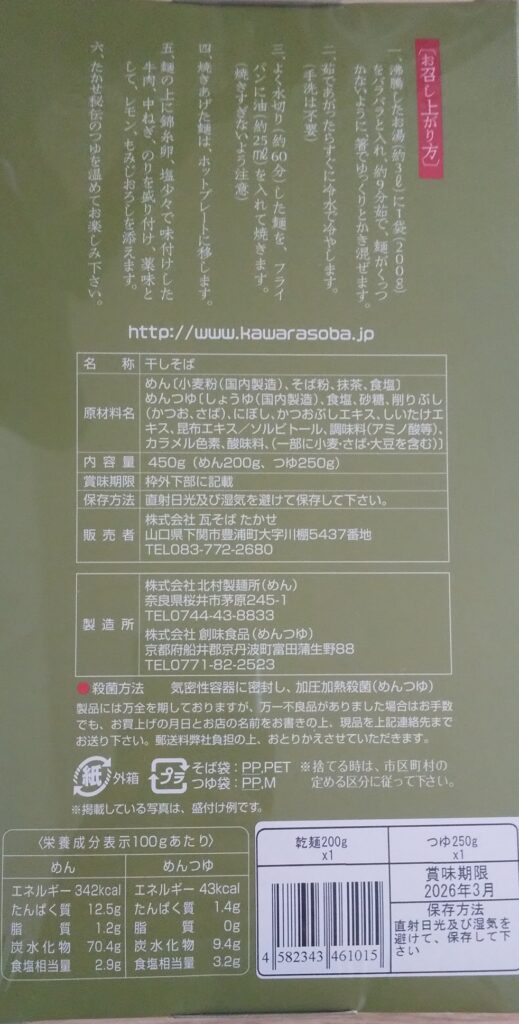 【お召し上がり方】
一、沸騰したお湯(約3ℓ)に1袋(200g)
をバラバラと入れ、約9分茹で、麺がくっつ
かないように、箸でゆっくりとかき混ぜます。
二、茹であがったらすぐに冷水で冷やします。
(手洗は不要)
三、よく水切り(約60分)した麺を、フライ
パンに油(約25㎖)を入れて焼きます。
(焼きすぎないよう注意)
四、焼きあげた麺は、ホットプレートに移します。
五、麺の上に錦糸卵、塩少々で味付けした
牛肉、中ねぎ、のりを盛り付け、薬味と
して、レモン、もみじおろしを添えます。
六、たかせ秘伝のつゆを温めてお楽しみ下さい。
http://www.kawarasoba.jp
名称 干しそば
原材料名 めん〔小麦粉(国内製造)、そば粉、抹茶、食塩〕
めんつゆ〔しょうゆ(国内製造)、食塩、砂糖、削りぶし
(かつお、さば)、にぼし、かつおぶしエキス、しいたけエ
キス、昆布エキス/ソルビトール、調味料(アミノ酸等)、
カラメル色素、酸味料、(一部に小麦・さば・大豆を含む)〕
内容量 450g(めん200g、つゆ250g)
賞味期限 枠外下部に記載
保存方法 直射日光及び湿気を避けて保存して下さい。
販売者 株式会社 瓦そば たかせ
山口県下関市豊浦町大字川棚5437番地
TEL083-772-2680
製造所 株式会社北村製麺所(めん)
奈良県桜井市茅原245-1
TEL0744-43-8833
株式会社 創味食品(めんつゆ)
京都府船井郡京丹波町富田蒲生野88
TEL0771-82-2523
●殺菌方法 気密性容器に密封し、加圧加熱殺菌(めんつゆ)
製品には万全を期しておりますが、万一不良品がありました場合はお手数
でも、お買上げの月日とお店の名前をお書きの上、現品を上記連絡先まで
お送り下さい。郵送料弊社負担の上、おとりかえさせていただきます。
紙 外箱 プラ そば袋:PP,PET
つゆ袋:PP,M
※捨てる時は、市区町村の
定める区分に従って下さい。
※掲載している写真は、盛付け例です。
〈栄養成分表示100gあたり〉
めん めんつゆ
エネルギー 342kcal エネルギー 43kcal
たんぱく質 12.5g たんぱく質 1.4g
脂質 1.2g 脂質 0g
炭水化物 70.4g 炭水化物 9.4g
食塩相当量 2.9g 食塩相当量 3.2g
乾麺200g
x1
つゆ250g
x1
賞味期限
2026年3月
保存方法
直射日光及び湿気を
避けて、保存して下
さい
4 582343 461015